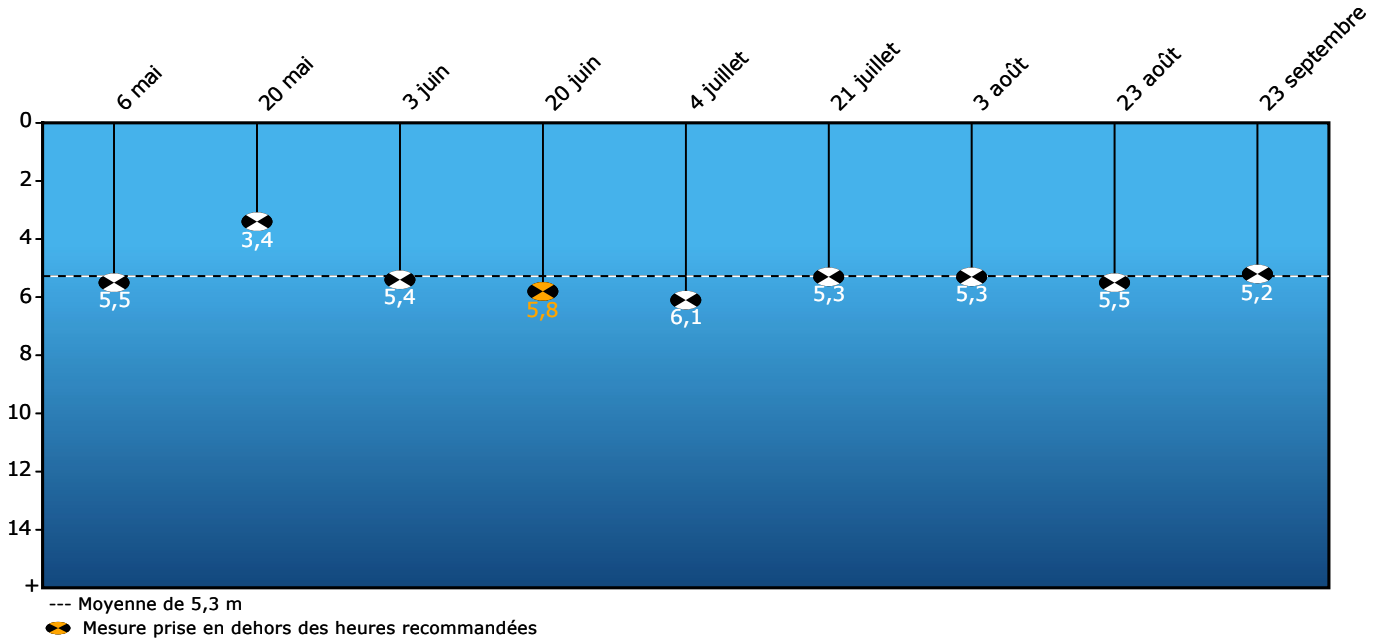 6 mai
20 mai
3 juin
20 juin
4 juillet
21 juillet
3 août
23 août
23 septembre
0
2
4
6
8
10
12
14
+
5,5
3,4
5,4
5,8
6,1
5,3
5,3
5,5
5,2
--- Moyenne de 5,3 m
Mesure prise en dehors des heures recommandées